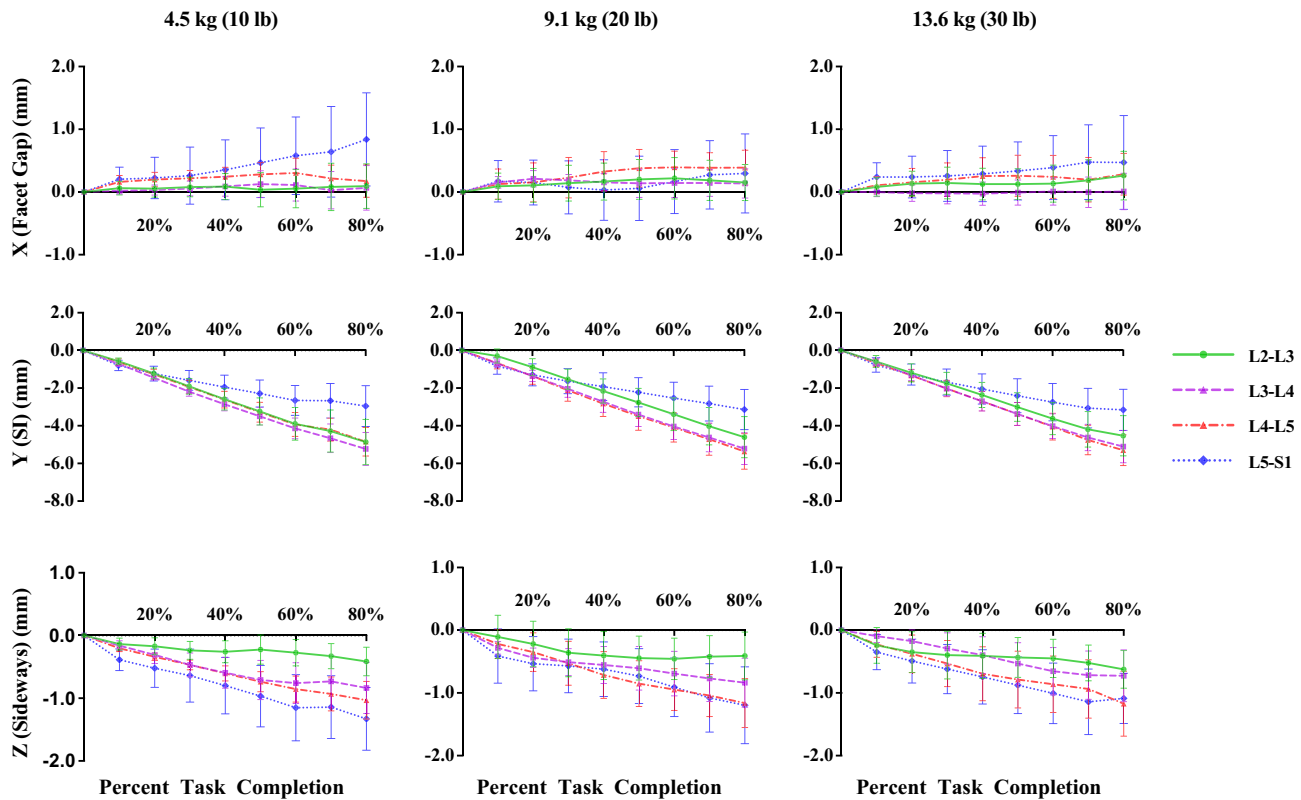 4.5 kg (10 lb) 9.1 kg (20 lb) 13.6 kg (30 lb)
X (Facet Gap) (mm)
2.0 2.0 2.0
1.0 1.0 1.0
0.0 0.0 0.0
20% 40% 60% 80% 20% 40% 60% 80% 20% 40% 60% 80%
-1.0 -1.0 -1.0
Y (SI) (mm)
2.0 2.0 2.0
20% 40% 60% 80% 20% 40% 60% 80% 20% 40% 60% 80%
0.0 0.0 0.0
-2.0 -2.0 -2.0
-4.0 -4.0 -4.0
-6.0 -6.0 -6.0
-8.0 -8.0 -8.0
L2-L3
L3-L4
L4-L5
L5-S1
Z (Sideways) (mm)
1.0 1.0 1.0
20% 40% 60% 80% 20% 40% 60% 80% 20% 40% 60% 80%
0.0 0.0 0.0
-1.0 -1.0 -1.0
-2.0 -2.0 -2.0
Percent Task Completion Percent Task Completion Percent Task Completion